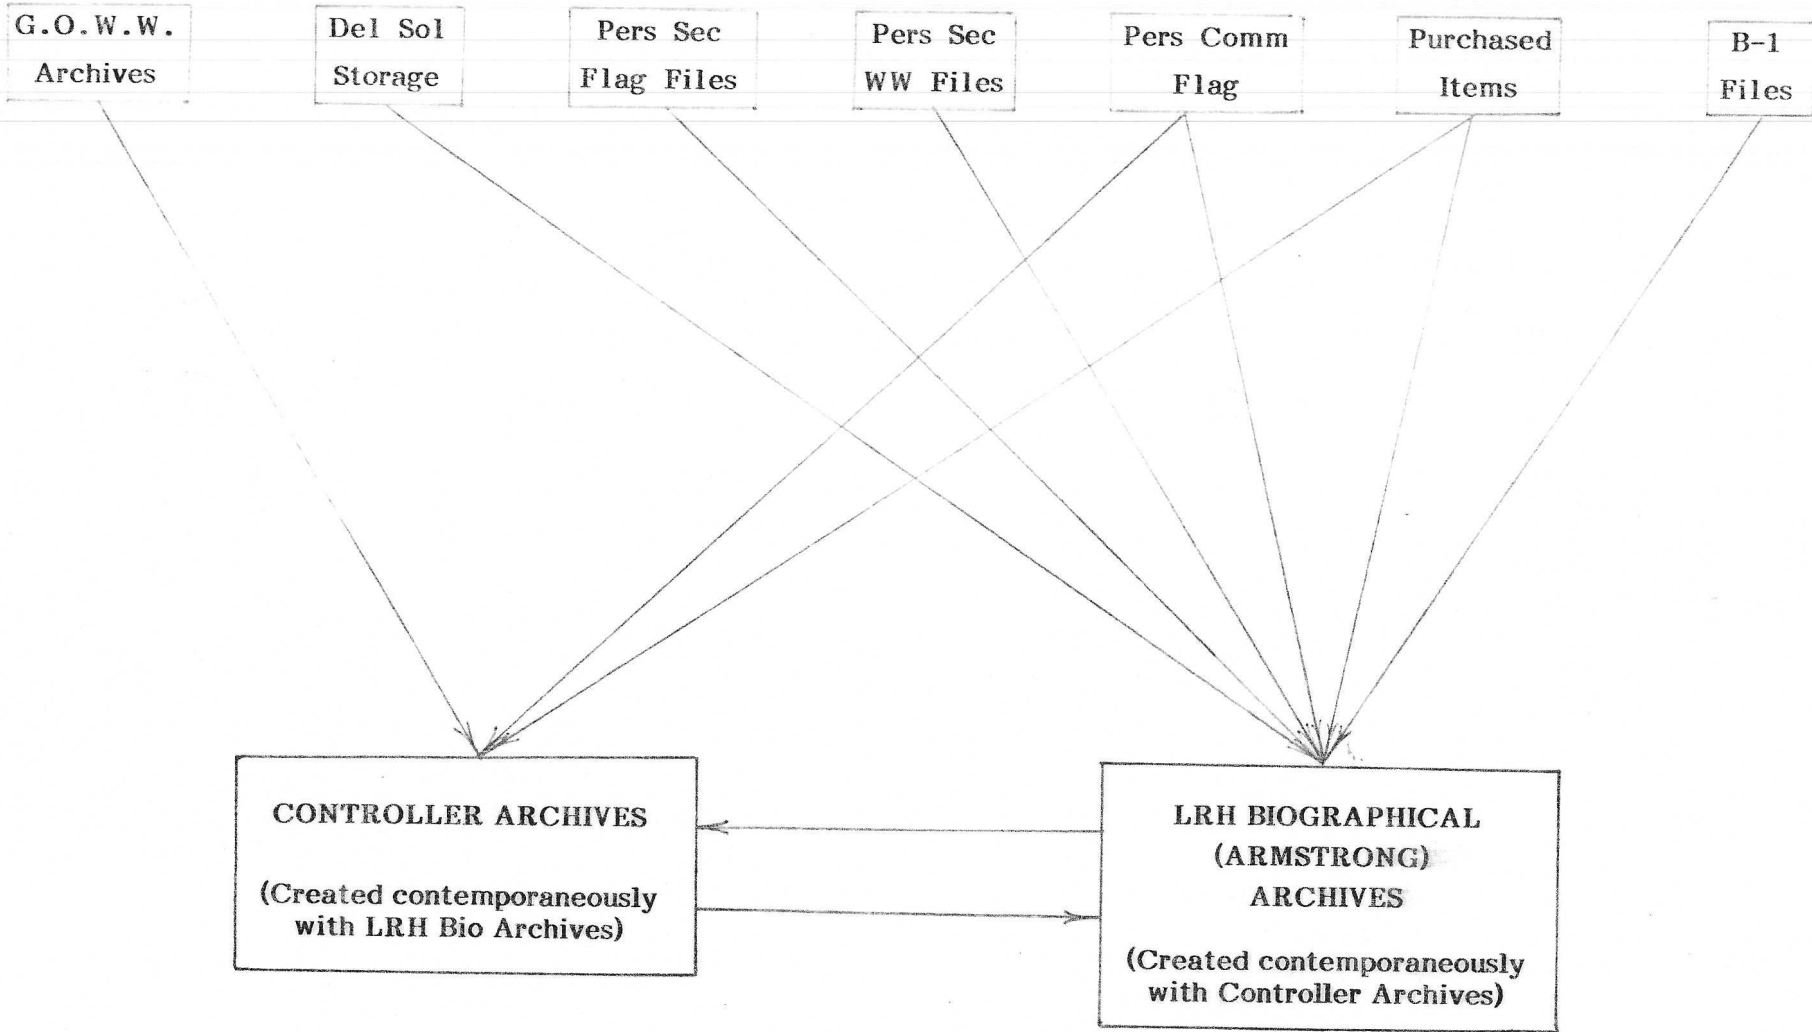 G.O.W.W.
Archives
Del Sol
Storage
Pers Sec
Flag Files
Pers Sec
WW Files
Pers Comm
Flag
Purchased
Items
B-1
Files
CONTROLLER ARCHIVES
(Created contemporaneously
with LRH Bio Archives)
LRH BIOGRAPHICAL
(ARMSTRONG)
ARCHIVES
(Created contemporaneously
with Controller Archives)